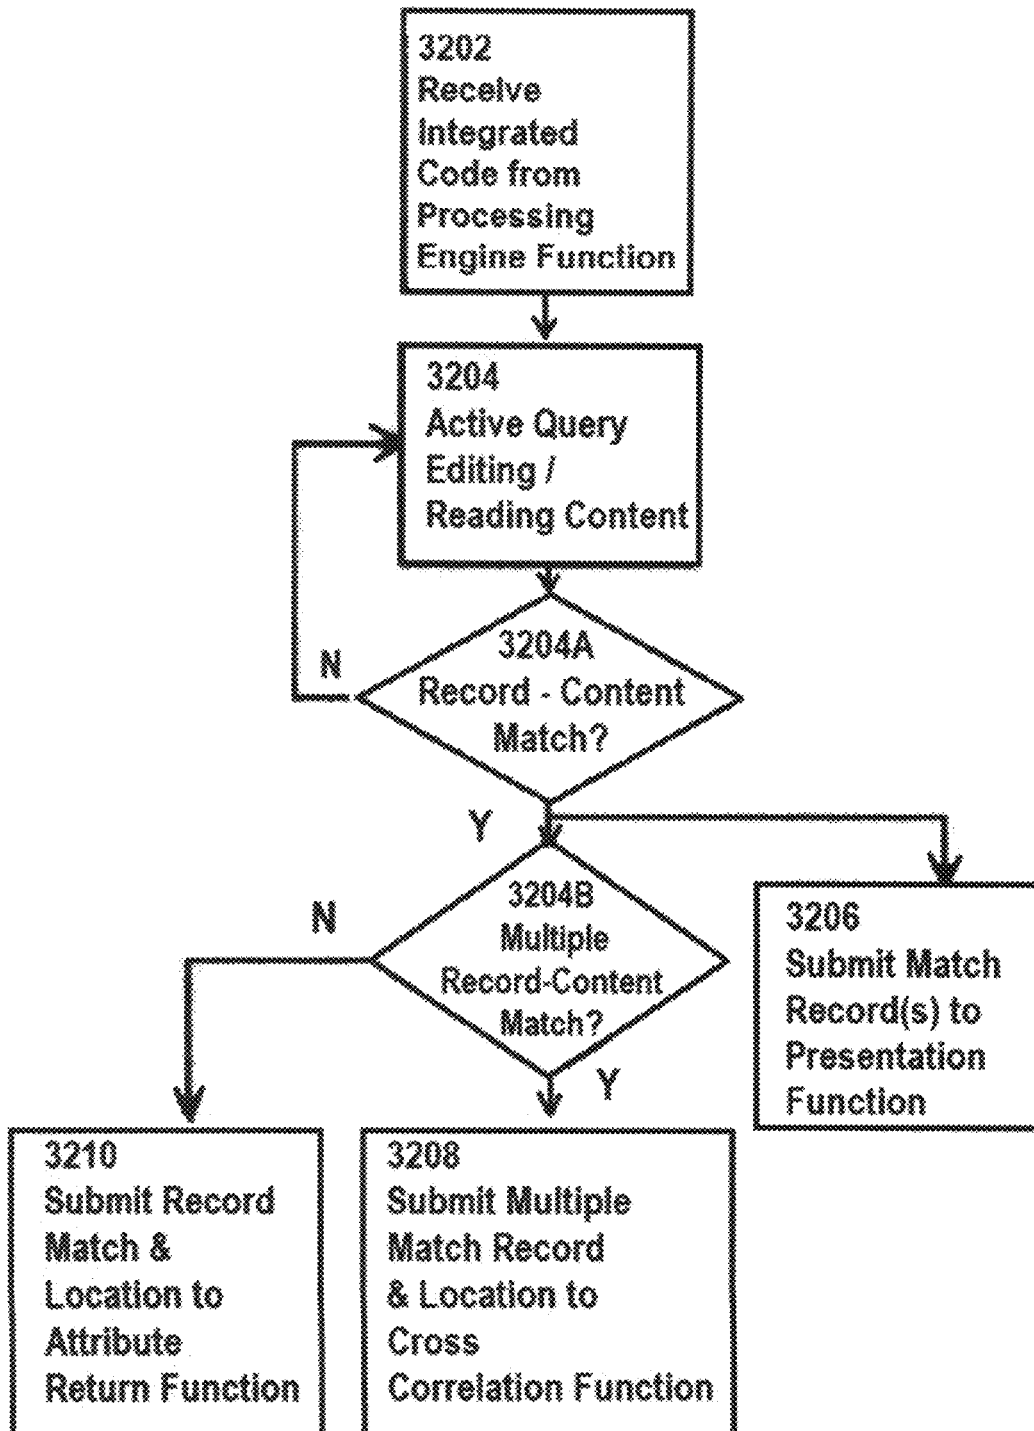 3202
Receive
Integrated
Code from
Processing
Engine Function
3204
Active Query
Editing /
Reading Content
3204A
Record - Content
Match?
N
Y
3204B
Multiple
Record-Content
Match?
N
Y
3206
Submit Match
Record(s) to
Presentation
Function
3210
Submit Record
Match &
Location to
Attribute
Return Function
3208
Submit Multiple
Match Record
& Location to
Cross
Correlation Function